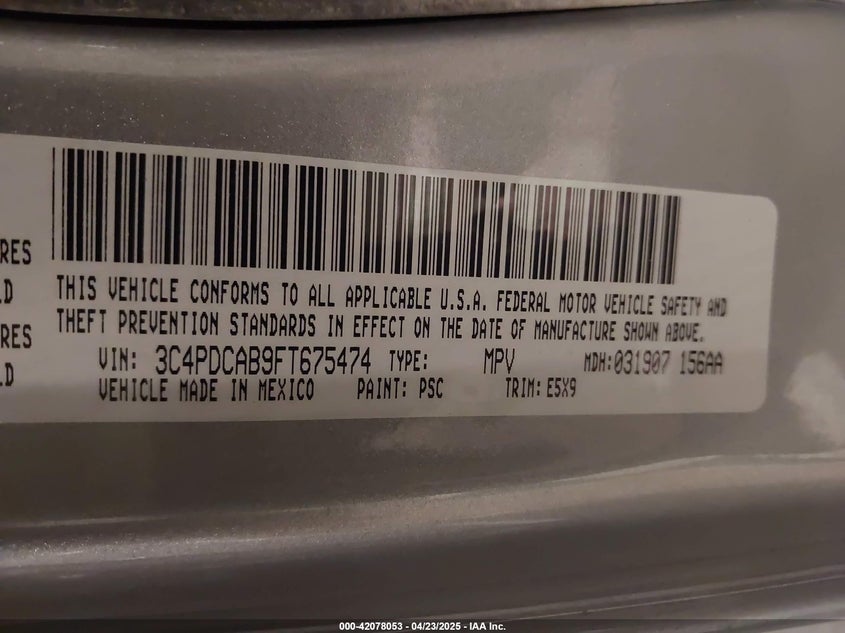 RES
LD
RES
LD
THIS VEHICLE CONFORMS TO ALL APPLICABLE U.S.A. FEDERAL MOTOR VEHICLE SAFETY AND
THEFT PREVENTION STANDARDS IN EFFECT ON THE DATE OF MANUFACTURE SHOWN ABOVE.
VIN: 3C4PDCAB9FT675474 TYPE: MPV MDH:031907 156AA
VEHICLE MADE IN MEXICO PAINT: PSC TRIM: E5X9
000-42078053 - 04/23/2025 - IAA Inc.